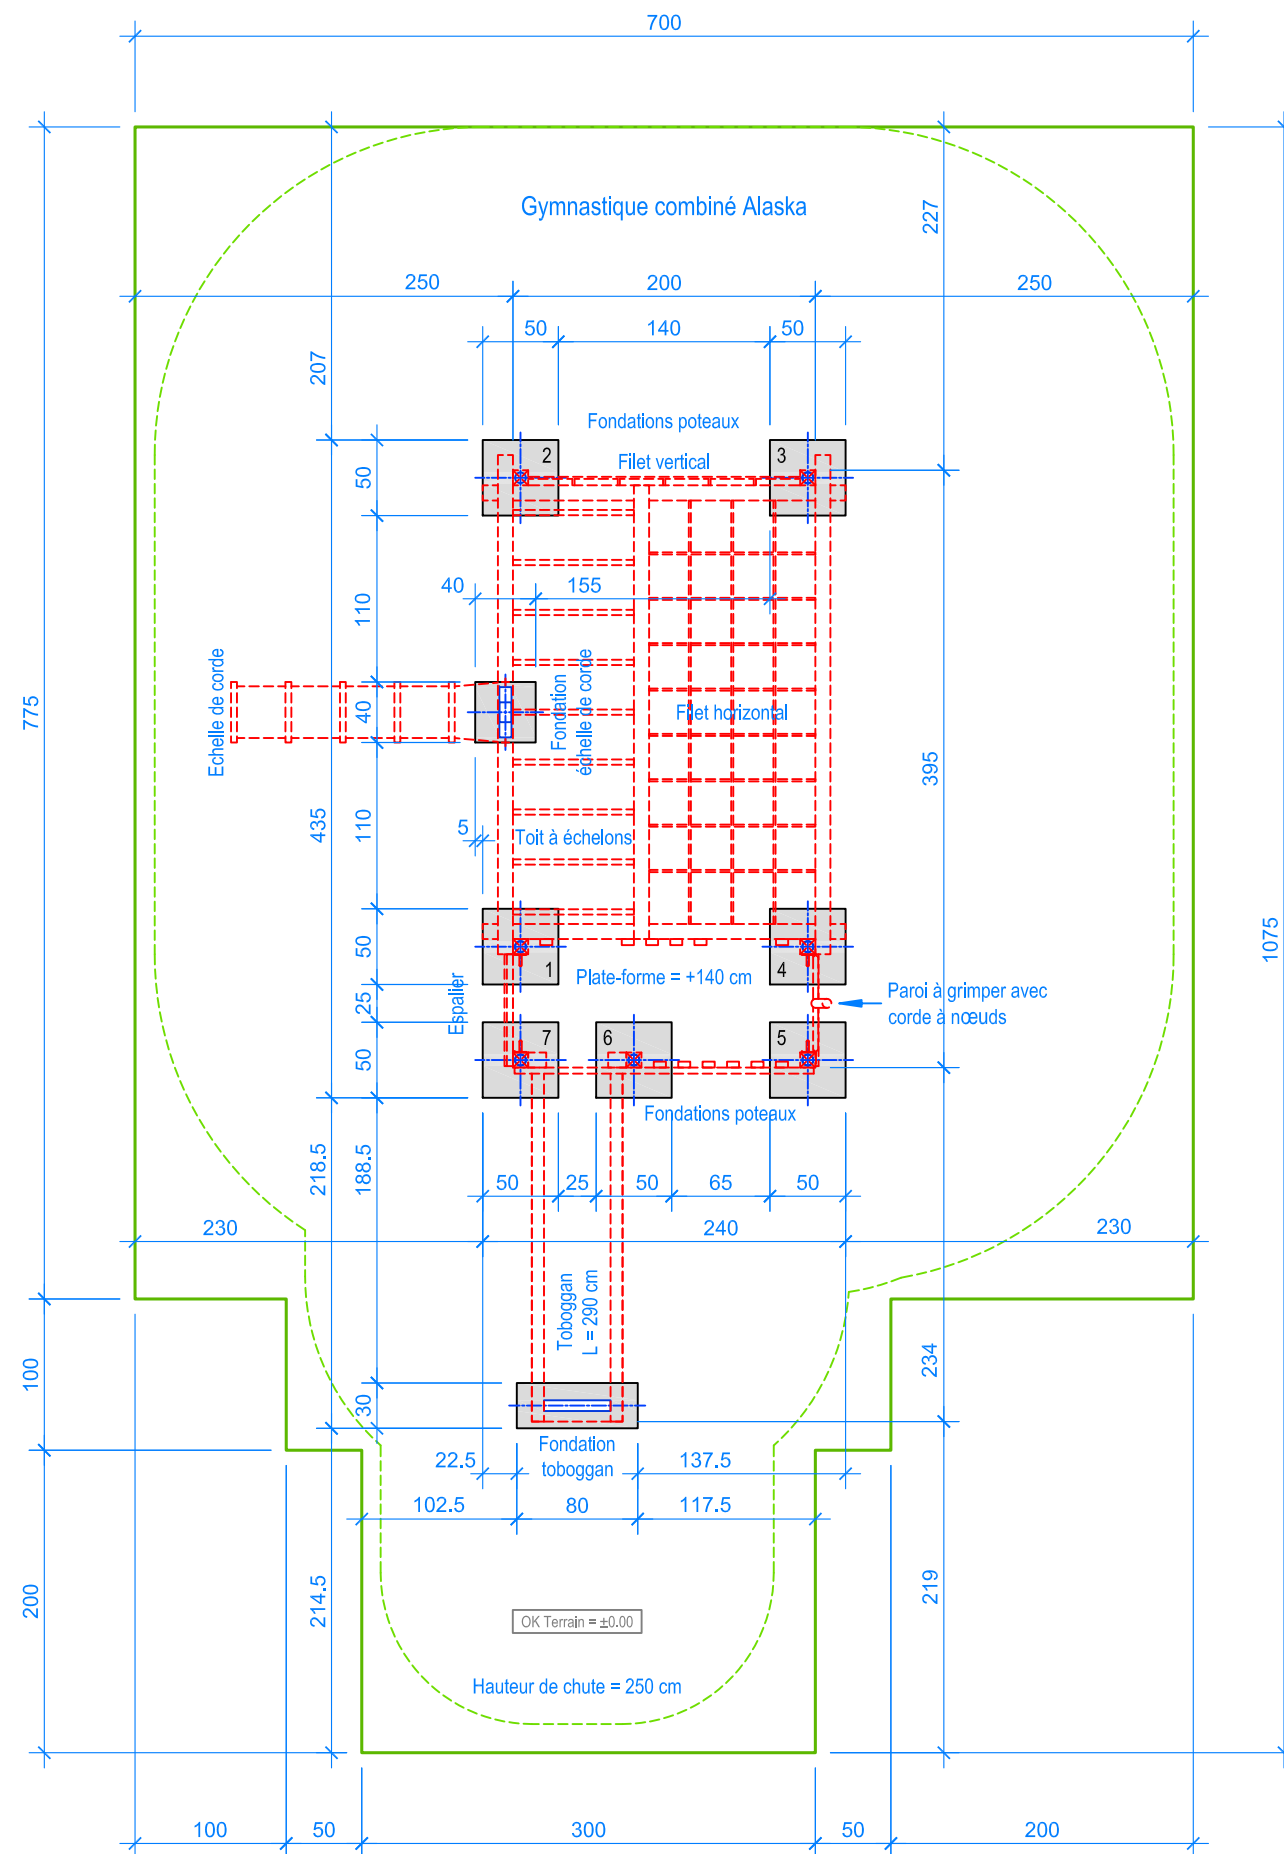 700
Gymnastique combiné Alaska
227
250
200
250
50
140
50
207
Fondations poteaux
2
3
Filet vertical
50
40
155
110
Echelle de corde
Fondation
échelle de corde
40
Filet horizontal
775
395
435
110
5
Toit à échelons
1075
50
1
Plate-forme = +140 cm
4
Espalier
25
Paroi à grimper avec
corde à nœuds
7
6
5
50
Fondations poteaux
218.5
188.5
50
25
50
65
50
230
240
230
Toboggan
L = 290 cm
100
234
30
Fondation
toboggan
22.5
137.5
102.5
80
117.5
200
214.5
219
OK Terrain = ±0.00
Hauteur de chute = 250 cm
100
50
300
50
200